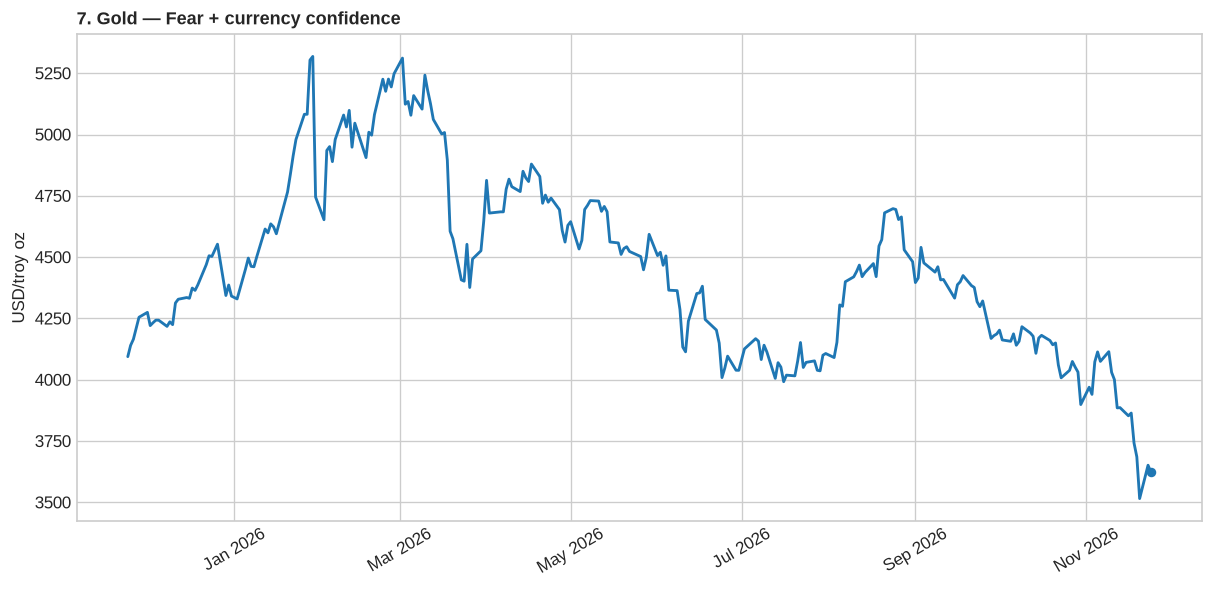 7. Gold — Fear + currency confidence
USD/troy oz
5250
5000
4750
4500
4250
4000
3750
3500
Jan 2026
Mar 2026
May 2026
Jul 2026
Sep 2026
Nov 2026